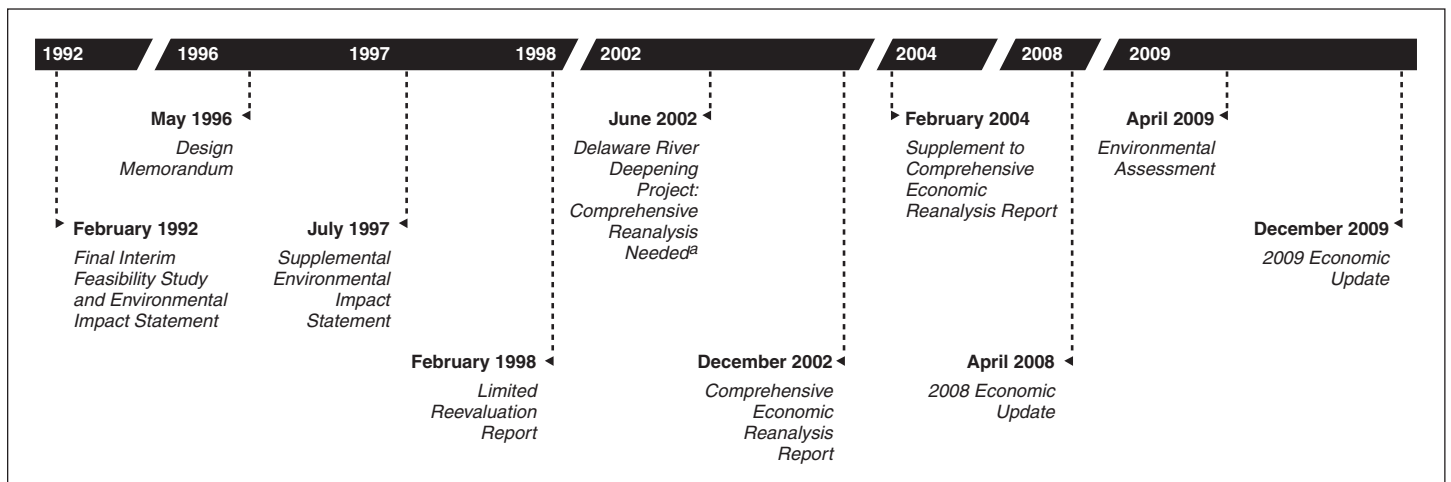 1992 1996 1997 1998 2002 2004 2008 2009
May 1996
Design
Memorandum
June 2002
Delaware River
Deepening
Project:
Comprehensive
Reanalysis
Neededa
February 2004
Supplement to
Comprehensive
Economic
Reanalysis Report
April 2009
Environmental
Assessment
February 1992
Final Interim
Feasibility Study
and Environmental
Impact Statement
July 1997
Supplemental
Environmental
Impact
Statement
December 2009
2009 Economic
Update
February 1998
Limited
Reevaluation
Report
December 2002
Comprehensive
Economic
Reanalysis
Report
April 2008
2008 Economic
Update